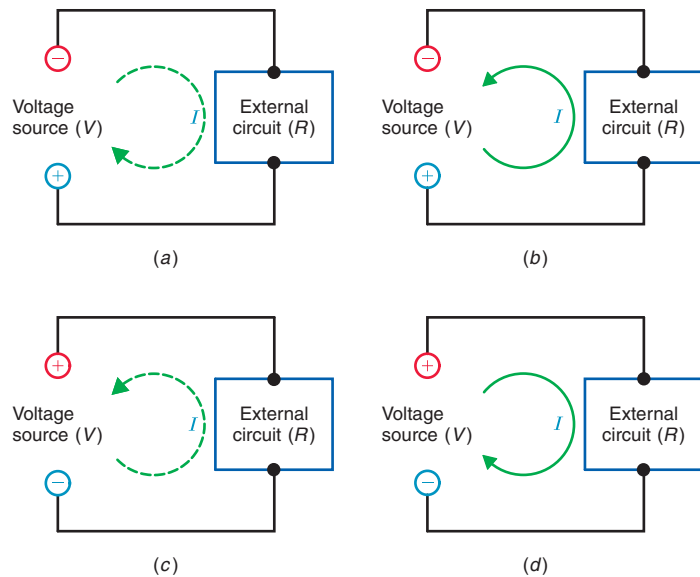 −
Voltage
source (V)
+
I
External
circuit (R)
(a)
−
Voltage
source (V)
+
I
External
circuit (R)
(b)
+
Voltage
source (V)
−
I
External
circuit (R)
(c)
+
Voltage
source (V)
−
I
External
circuit (R)
(d)